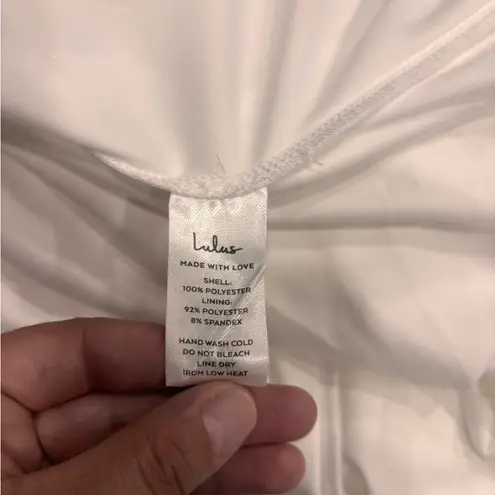 Lulus
MADE WITH LOVE
SHELL:
100% POLYESTER
LINING:
92% POLYESTER
8% SPANDEX
HAND WASH COLD
DO NOT BLEACH
LINE DRY
IRON LOW HEAT